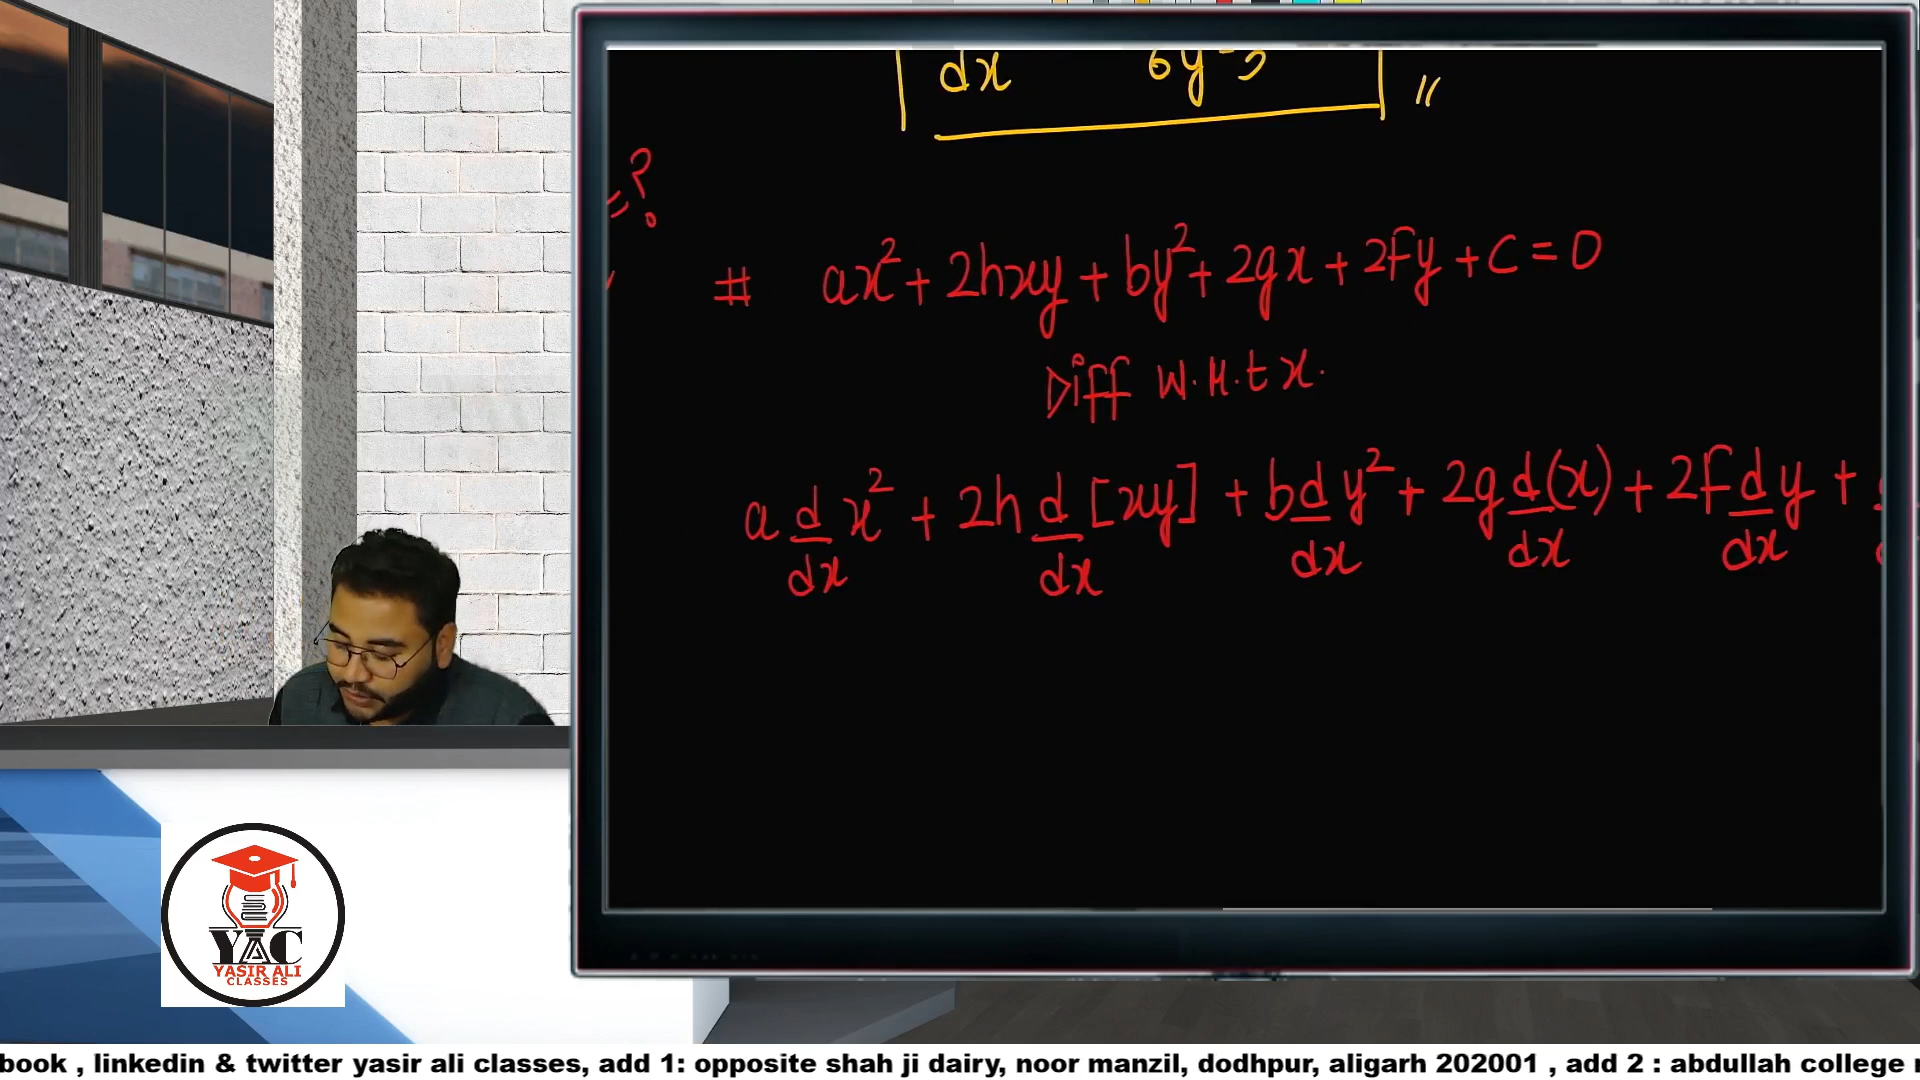 dx 6y-5 "
=?
# ax² + 2hxy + by² + 2gx + 2fy + c = 0
Diff w.r.t x.
a d/dx x² + 2h d/dx [xy] + b d/dx y² + 2g d/dx (x) + 2f d/dx y +
YAC
YASIR ALI
CLASSES
book , linkedin & twitter yasir ali classes, add 1: opposite shah ji dairy, noor manzil, dodhpur, aligarh 202001 , add 2 : abdullah college